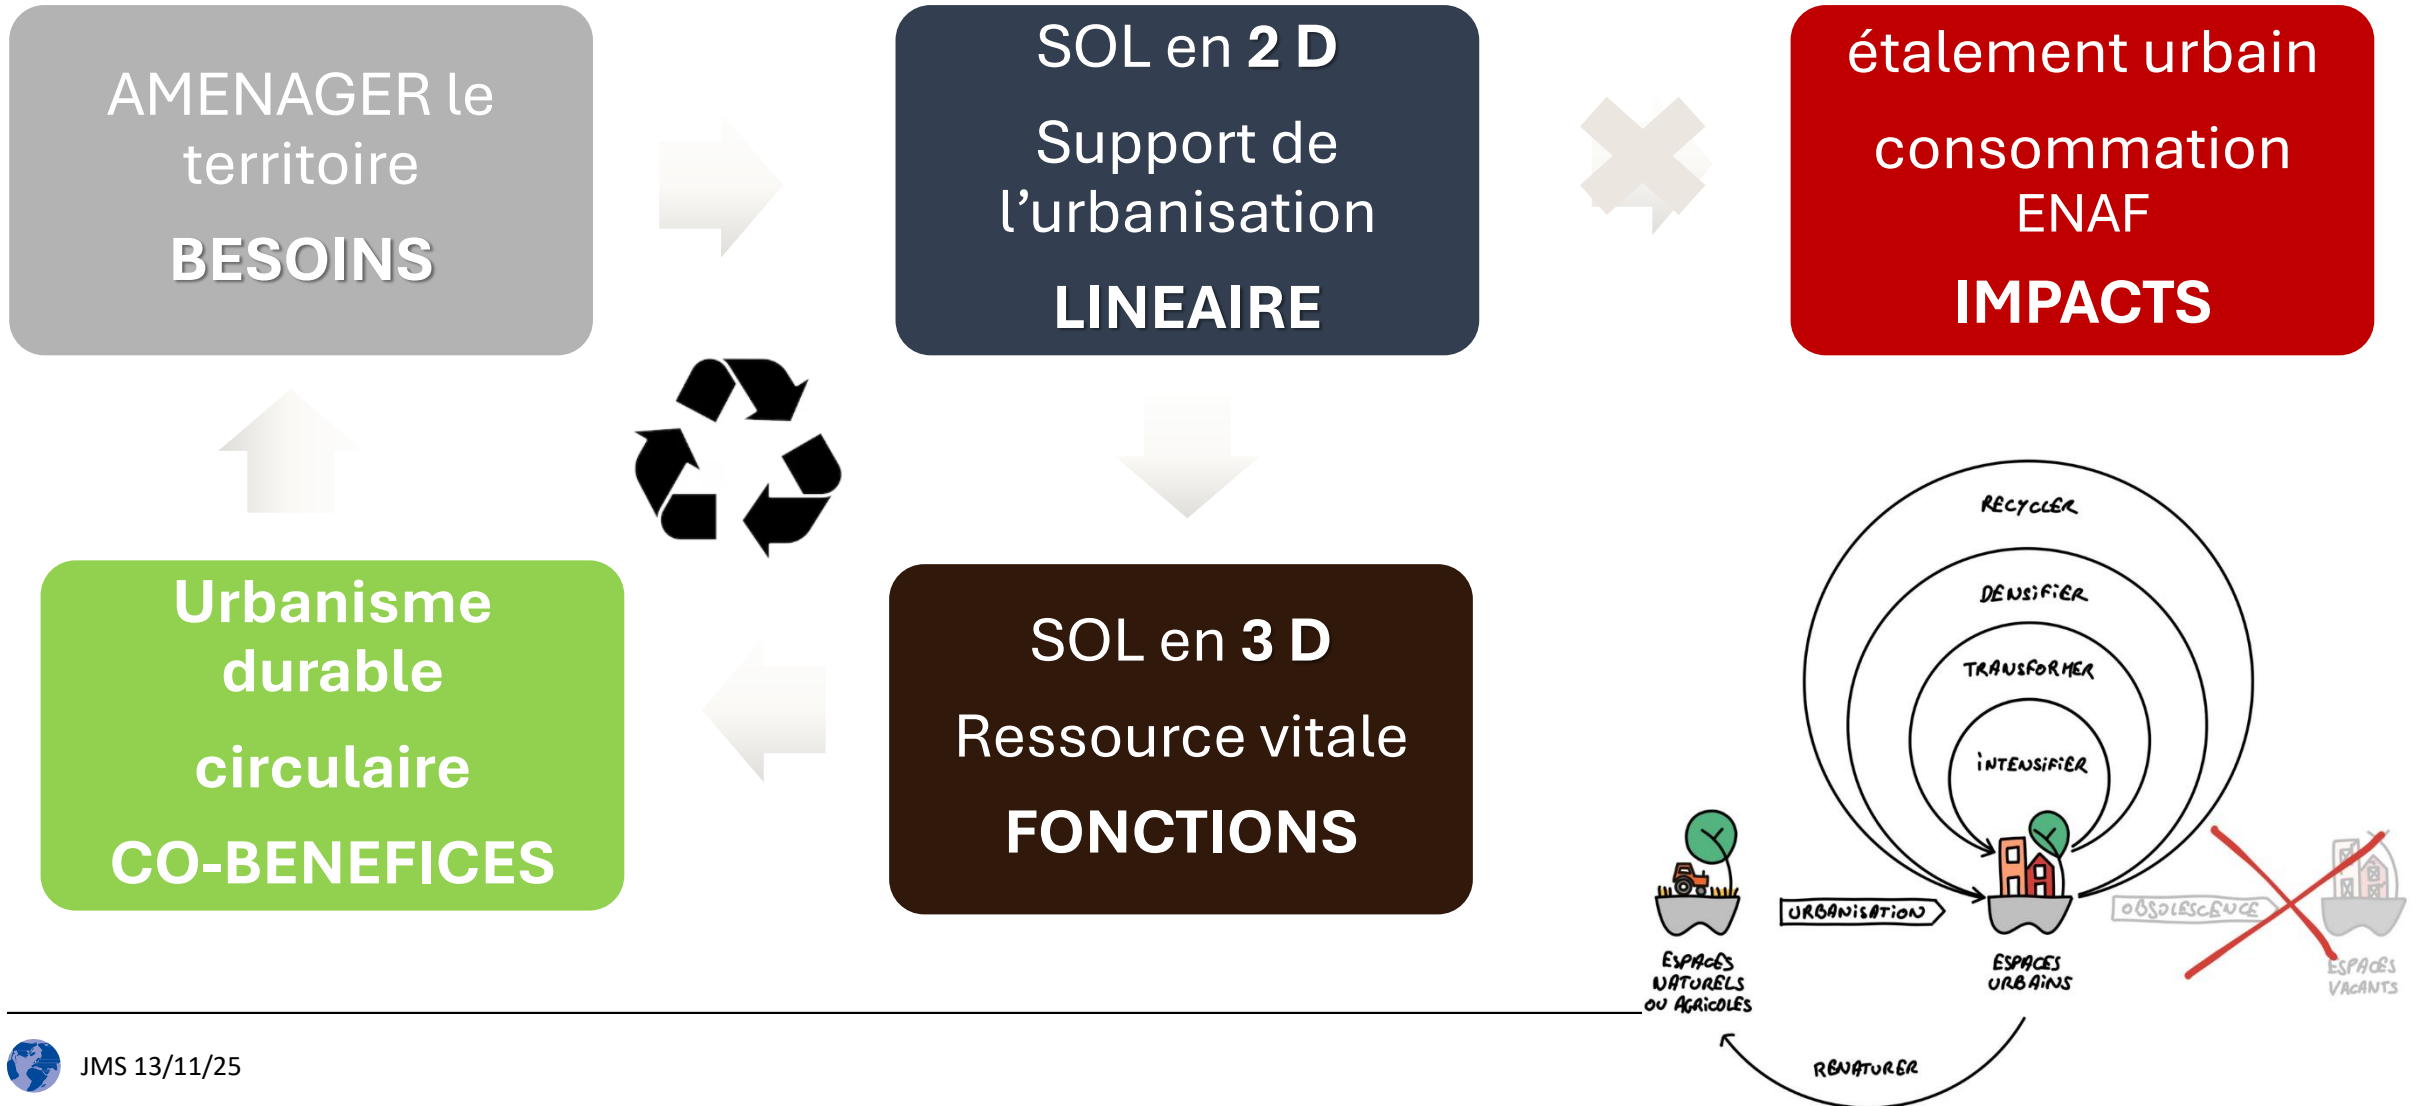 AMENAGER le
territoire
BESOINS
SOL en 2 D
Support de
l’urbanisation
LINEAIRE
étalement urbain
consommation
ENAF
IMPACTS
Urbanisme
durable
circulaire
CO-BENEFICES
SOL en 3 D
Ressource vitale
FONCTIONS
RECYCLER
DENSiFiER
TRANSFORMER
iNTENSiFiER
URBANiSATiON
OBSOLESCENCE
ESPACES
NATURELS
OU AGRiCOLES
ESPACES
URBAiNS
ESPACES
VACANTS
RENATURER
JMS 13/11/25